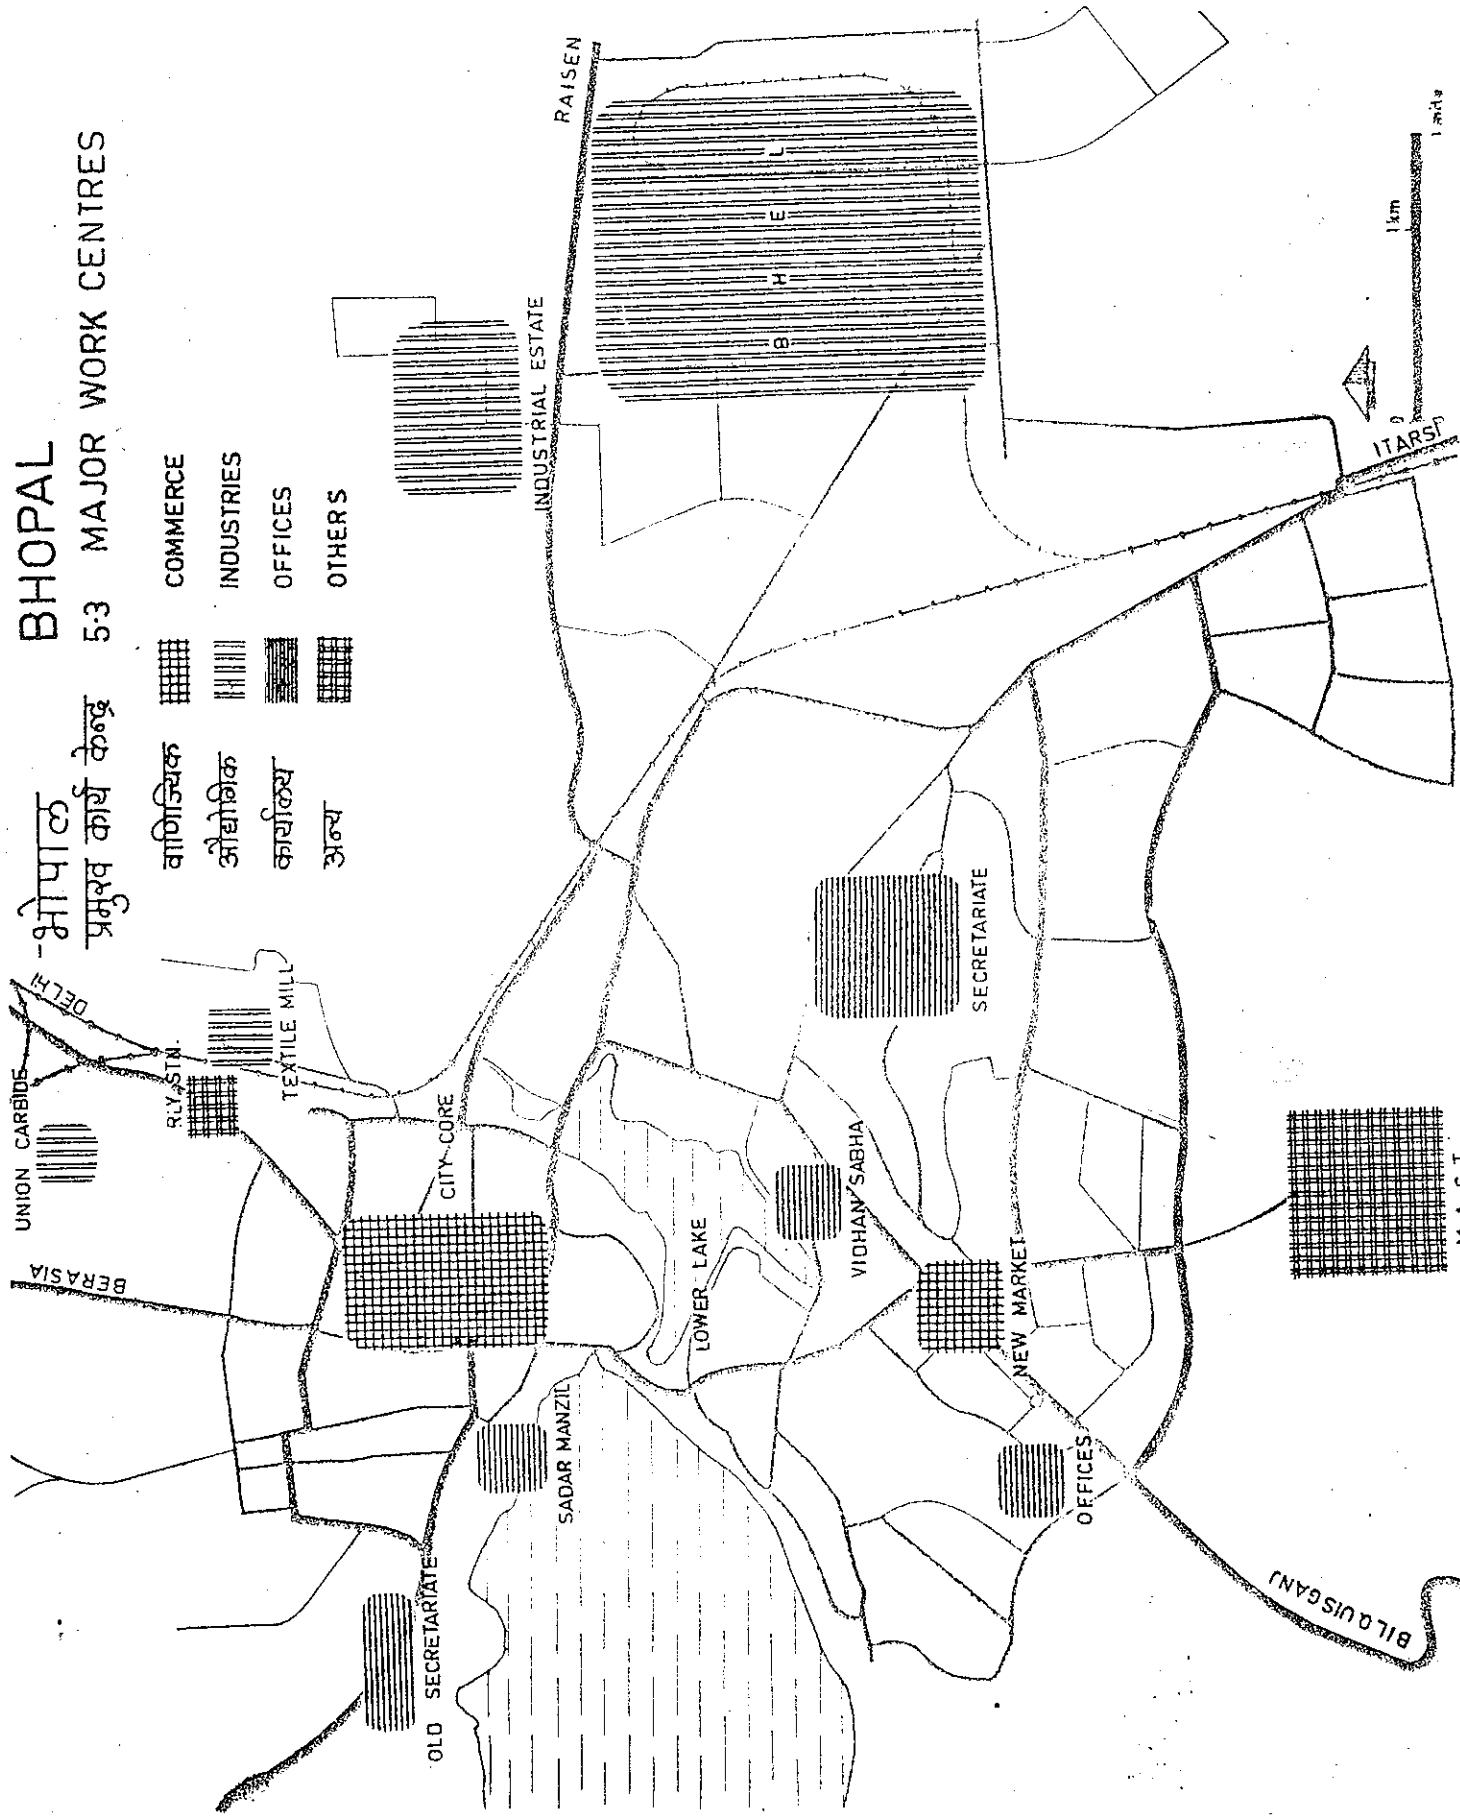 भोपाल BHOPAL
प्रमुख कार्य केन्द्र 5·3 MAJOR WORK CENTRES
वाणिज्यिक COMMERCE
औद्योगिक INDUSTRIES
कार्यालय OFFICES
अन्य OTHERS
UNION CARBIDE
DELHI
BERASIA
RLY. STN.
TEXTILE MILL
CITY CORE
RAISEN
INDUSTRIAL ESTATE
B H E L
OLD SECRETARIATE
SADAR MANZIL
LOWER LAKE
VIDHAN SABHA
SECRETARIATE
NEW MARKET
OFFICES
BILQUISGANJ
ITARSI
0 1km 1 mile